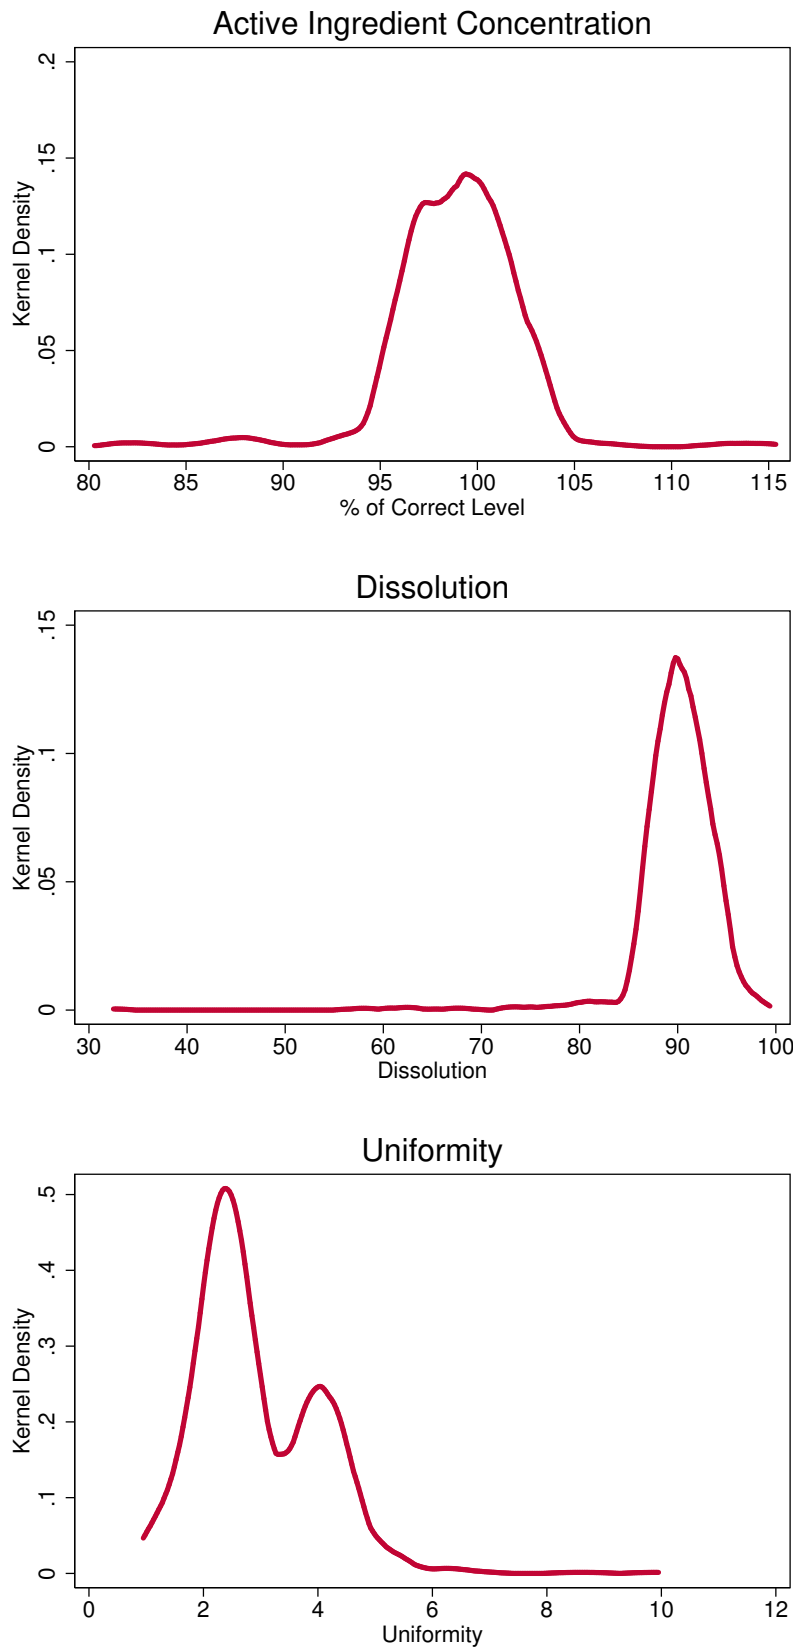 Active Ingredient Concentration
Kernel Density
.2
.15
.1
.05
0
80 85 90 95 100 105 110 115
% of Correct Level
Dissolution
Kernel Density
.15
.1
.05
0
30 40 50 60 70 80 90 100
Dissolution
Uniformity
Kernel Density
.5
.4
.3
.2
.1
0
0 2 4 6 8 10 12
Uniformity